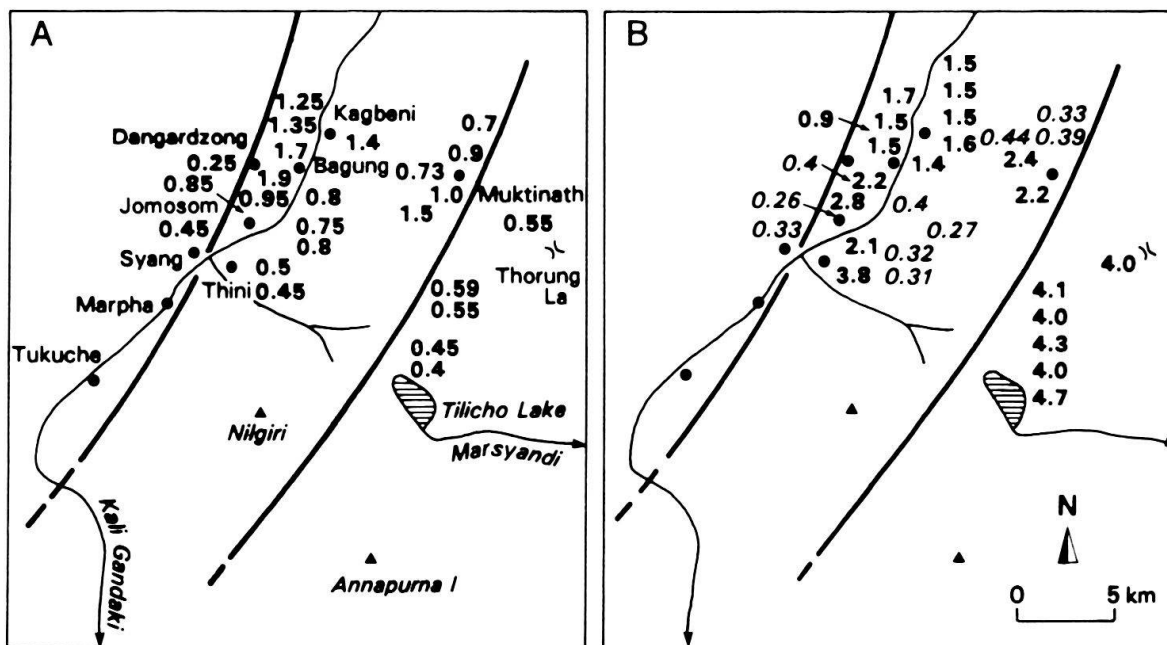 A
1.25
Kagbeni
1.35
1.4
0.7
Dangardzong
1.7
0.9
0.25
Bagung
0.73
0.85
1.9
1.0
Muktinath
Jomosom
0.95
0.8
1.5
0.55
0.45
0.75
Syang
0.8
Thorung
La
0.5
Thini
0.45
0.59
Marpha
0.55
Tukuche
0.45
0.4
Tilicho Lake
Nilgiri
Marsyandi
Kali Gandaki
Annapurna I
B
1.5
1.7
1.5
0.9
1.5
1.5
0.33
1.5
1.6
0.44
0.39
0.4
1.4
2.4
2.2
2.2
0.26
2.8
0.4
0.33
0.27
2.1
0.32
3.8
0.31
4.0
4.1
4.0
4.3
4.0
4.7
N
0
5 km